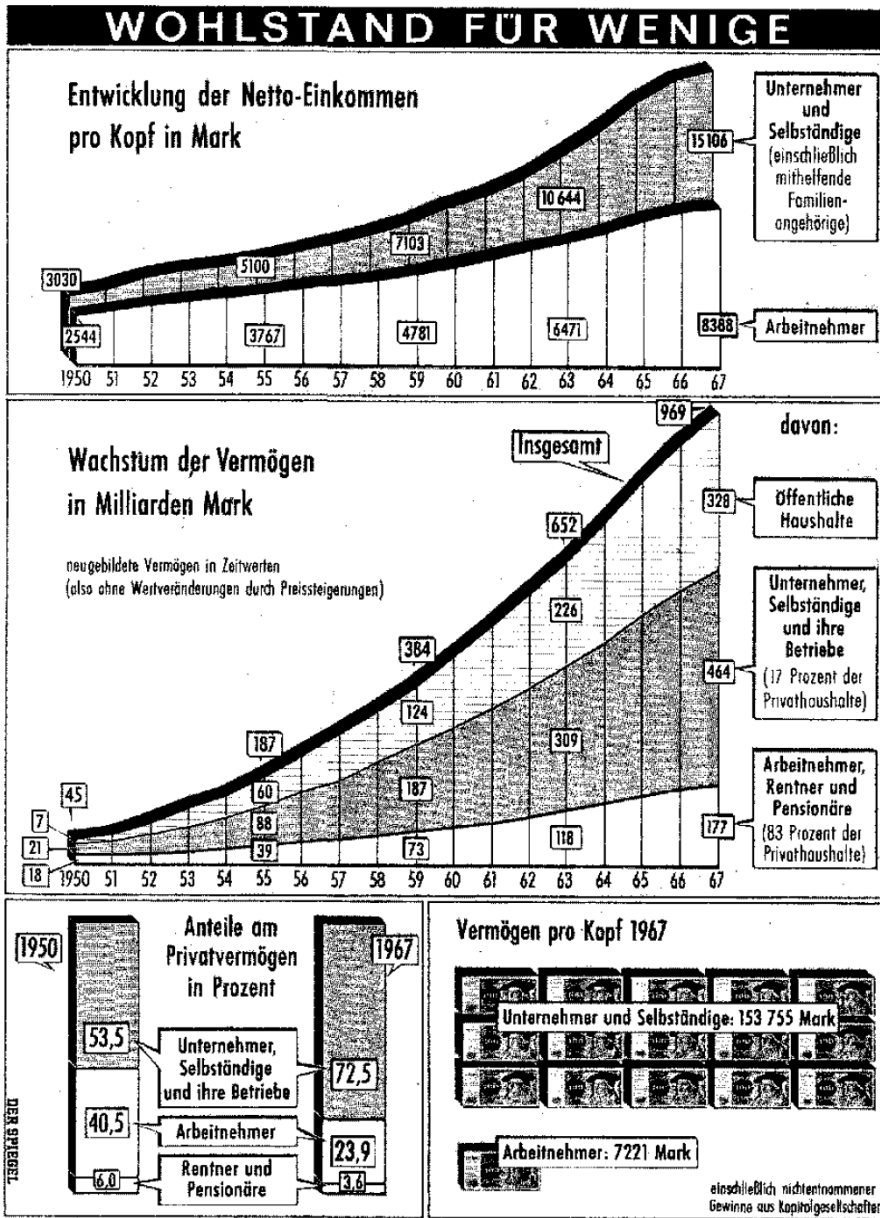 WOHLSTAND FÜR WENIGE
Entwicklung der Netto-Einkommen
pro Kopf in Mark
Unternehmer
und
Selbständige
(einschließlich
mithelfende
Familien-
angehörige)
15106
10 644
7103
5100
3030
2544
3767
4781
6471
8388
Arbeitnehmer
1950 51 52 53 54 55 56 57 58 59 60 61 62 63 64 65 66 67
Wachstum der Vermögen
in Milliarden Mark
neugebildete Vermögen in Zeitwerten
(also ohne Wertveränderungen durch Preissteigerungen)
Insgesamt
969
davon:
652
384
187
45
328
Öffentliche
Haushalte
226
124
60
7
464
Unternehmer,
Selbständige
und ihre
Betriebe
(17 Prozent der
Privathaushalte)
309
187
88
21
177
Arbeitnehmer,
Rentner und
Pensionäre
(83 Prozent der
Privathaushalte)
118
73
39
18
1950 51 52 53 54 55 56 57 58 59 60 61 62 63 64 65 66 67
Anteile am
Privatvermögen
in Prozent
1950
1967
53,5
Unternehmer,
Selbständige
und ihre Betriebe
72,5
40,5
Arbeitnehmer
23,9
6,0
Rentner und
Pensionäre
3,6
DER SPIEGEL
Vermögen pro Kopf 1967
Unternehmer und Selbständige: 153 755 Mark
Arbeitnehmer: 7221 Mark
einschließlich nichtentnommener
Gewinne aus Kapitalgesellschaften